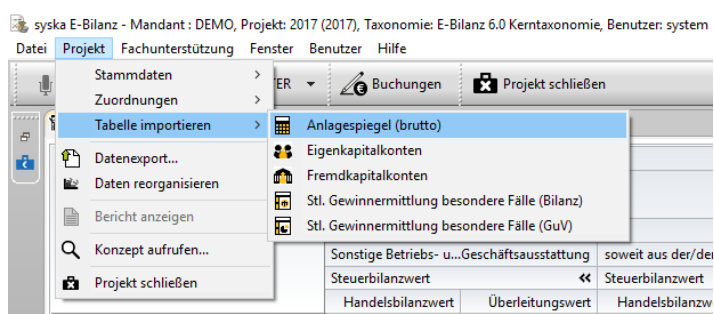 syska E-Bilanz - Mandant : DEMO, Projekt: 2017 (2017), Taxonomie: E-Bilanz 6.0 Kerntaxonomie, Benutzer: system
Datei Projekt Fachunterstützung Fenster Benutzer Hilfe
ER Buchungen Projekt schließen
Stammdaten
Zuordnungen
Tabelle importieren
Anlagespiegel (brutto)
Eigenkapitalkonten
Fremdkapitalkonten
Stl. Gewinnermittlung besondere Fälle (Bilanz)
Stl. Gewinnermittlung besondere Fälle (GuV)
Datenexport...
Daten reorganisieren
Bericht anzeigen
Konzept aufrufen...
Projekt schließen
Sonstige Betriebs- u...Geschäftsausstattung soweit aus der/der
Steuerbilanzwert « Steuerbilanzwert
Handelsbilanzwert Überleitungswert Handelsbilanzw